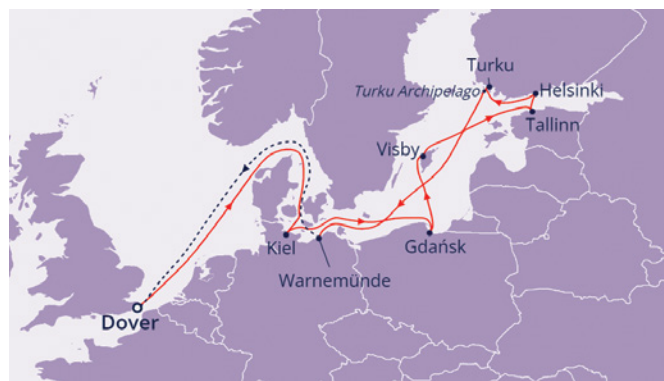 Turku
Turku Archipelago
Helsinki
Tallinn
Visby
Kiel
Gdańsk
Warnemünde
Dover